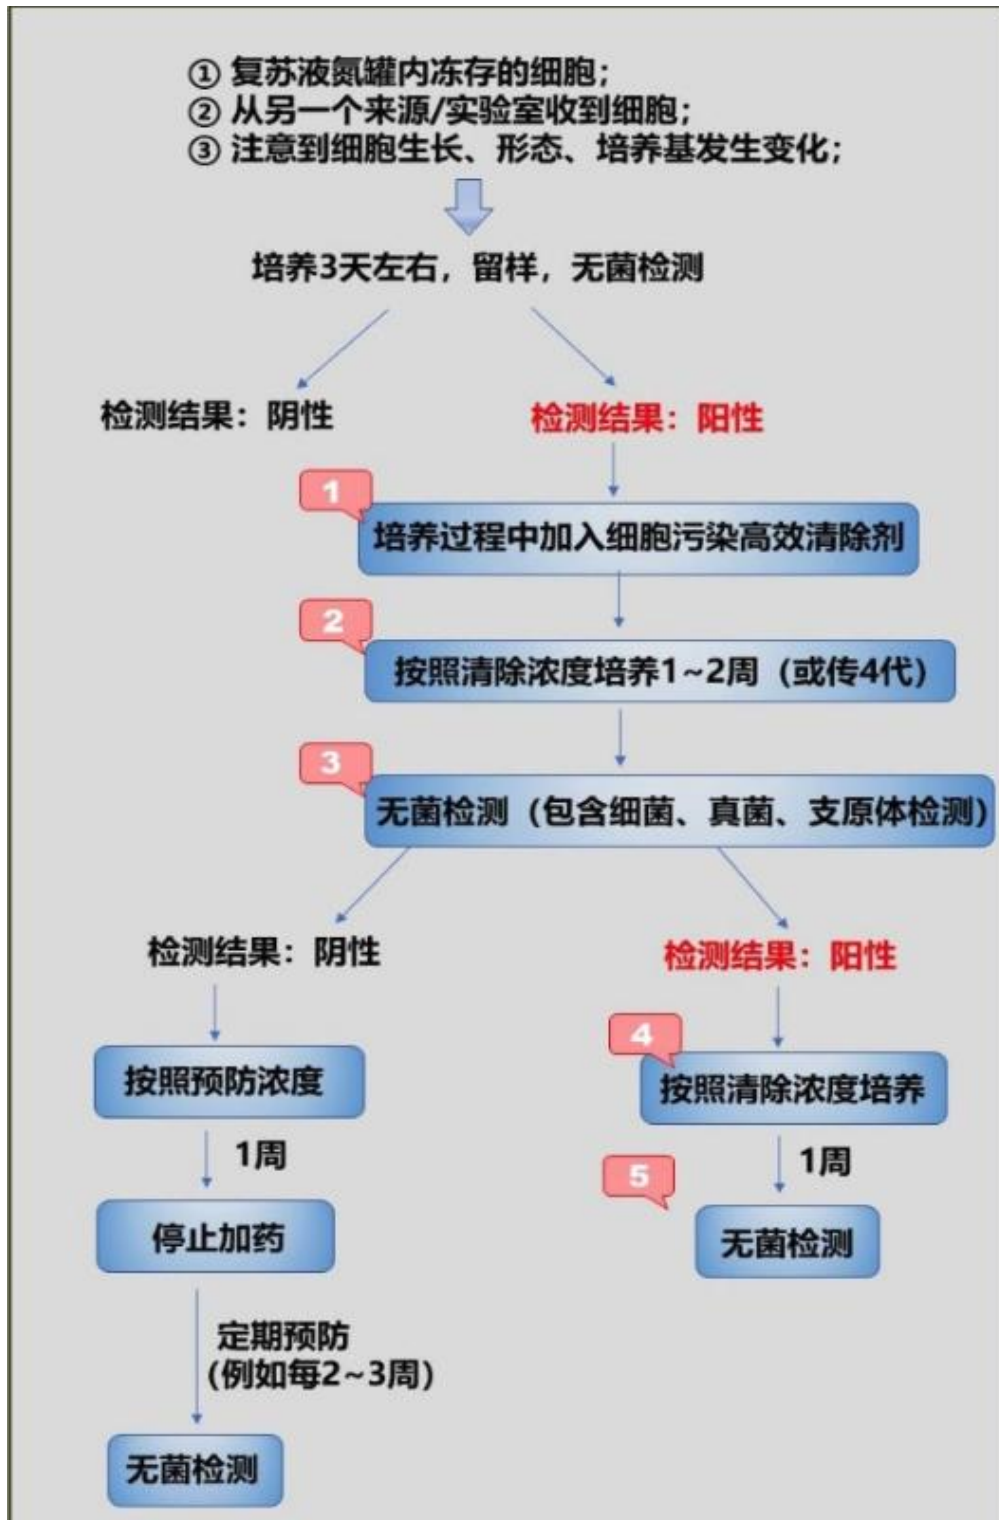 ① 复苏液氮罐内冻存的细胞；
② 从另一个来源/实验室收到细胞；
③ 注意到细胞生长、形态、培养基发生变化；
培养3天左右，留样，无菌检测
检测结果：阴性
检测结果：阳性
1
培养过程中加入细胞污染高效清除剂
2
按照清除浓度培养1~2周（或传4代）
3
无菌检测（包含细菌、真菌、支原体检测）
检测结果：阴性
检测结果：阳性
4
按照预防浓度
按照清除浓度培养
1周
1周
5
停止加药
无菌检测
定期预防
(例如每2~3周)
无菌检测